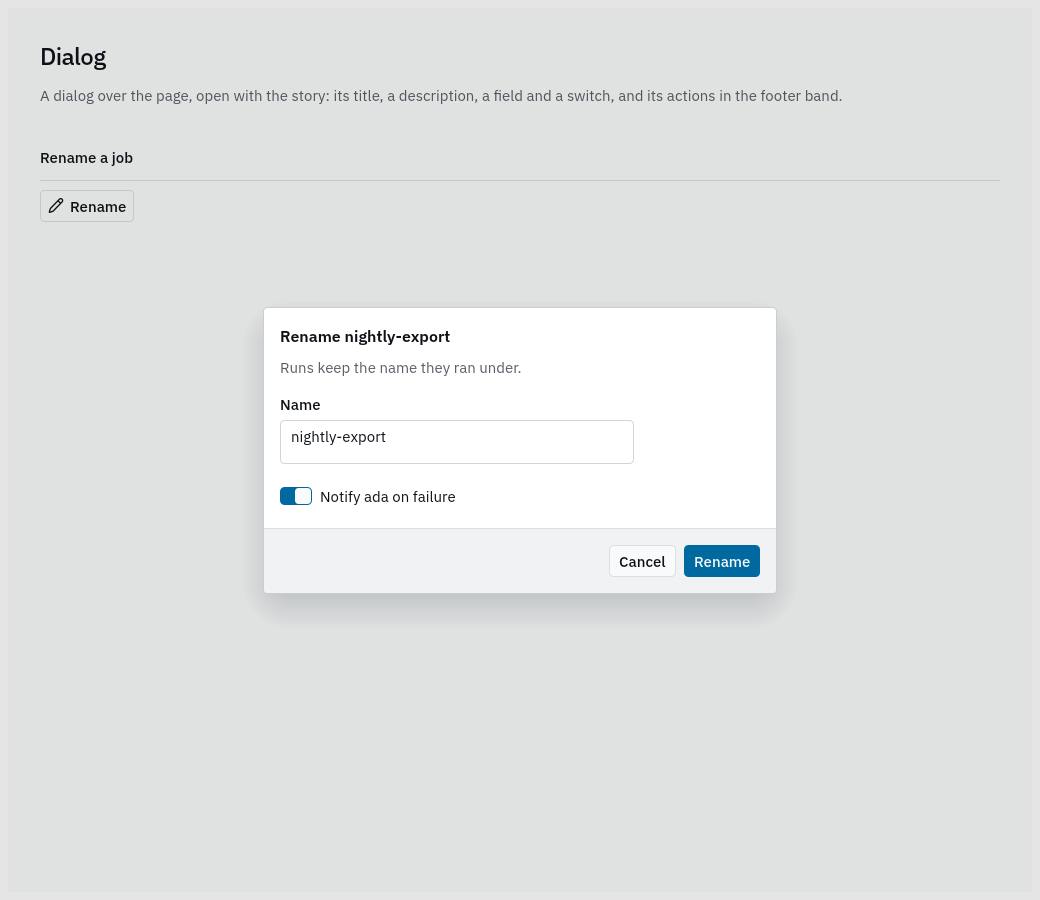 Dialog
A dialog over the page, open with the story: its title, a description, a field and a switch, and its actions in the footer band.
Rename a job
Rename
Rename nightly-export
Runs keep the name they ran under.
Name
nightly-export
Notify ada on failure
Cancel
Rename